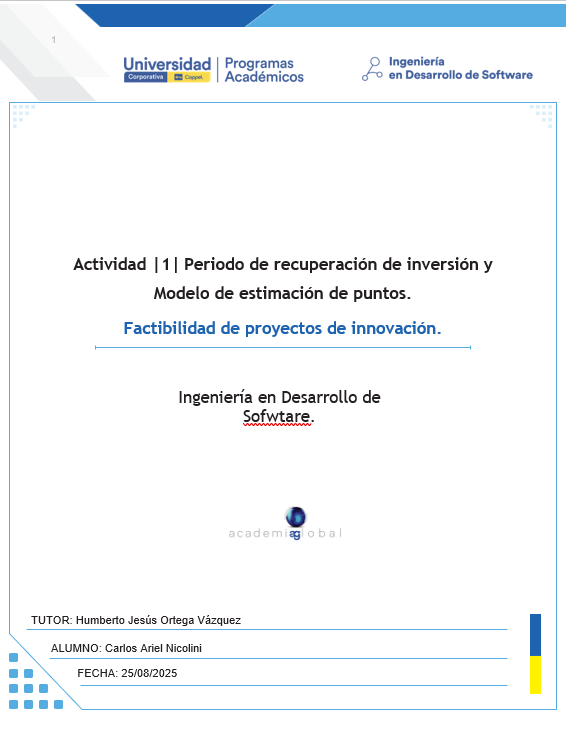 1
Universidad
Corporativa
Coppel
Programas
Académicos
Ingeniería
en Desarrollo de Software
Actividad |1| Periodo de recuperación de inversión y
Modelo de estimación de puntos.
Factibilidad de proyectos de innovación.
Ingeniería en Desarrollo de
Sofwtare.
academiaglobal
ag
TUTOR: Humberto Jesús Ortega Vázquez
ALUMNO: Carlos Ariel Nicolini
FECHA: 25/08/2025